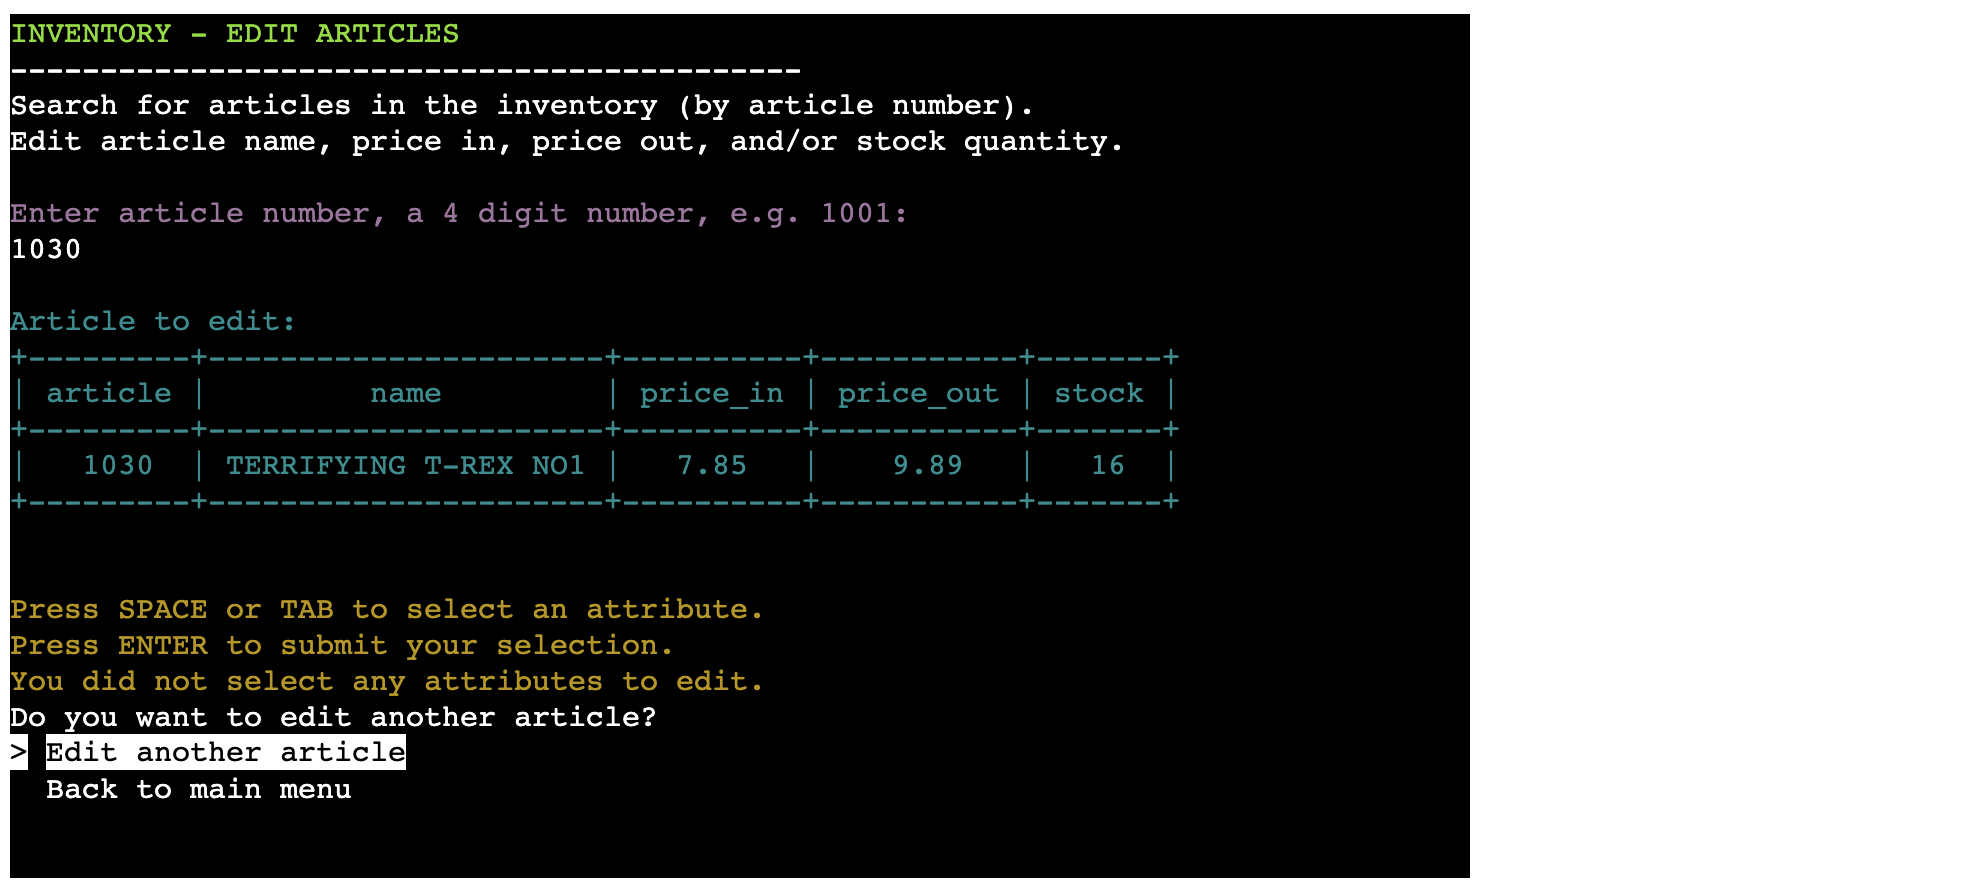 INVENTORY - EDIT ARTICLES
--------------------------------------------
Search for articles in the inventory (by article number).
Edit article name, price in, price out, and/or stock quantity.
Enter article number, a 4 digit number, e.g. 1001:
1030
Article to edit:
+---------+----------------------+----------+-----------+-------+
| article |         name         | price_in | price_out | stock |
+---------+----------------------+----------+-----------+-------+
|   1030  | TERRIFYING T-REX NO1 |   7.85   |    9.89   |   16  |
+---------+----------------------+----------+-----------+-------+
Press SPACE or TAB to select an attribute.
Press ENTER to submit your selection.
You did not select any attributes to edit.
Do you want to edit another article?
> Edit another article
  Back to main menu